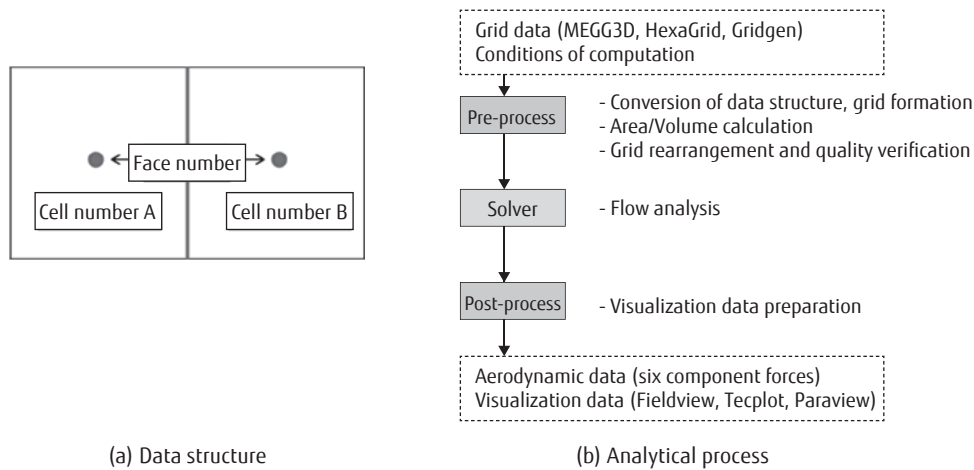 Face number
Cell number A
Cell number B
(a) Data structure
Grid data (MEGG3D, HexaGrid, Gridgen)
Conditions of computation
Pre-process
- Conversion of data structure, grid formation
- Area/Volume calculation
- Grid rearrangement and quality verification
Solver
- Flow analysis
Post-process
- Visualization data preparation
Aerodynamic data (six component forces)
Visualization data (Fieldview, Tecplot, Paraview)
(b) Analytical process